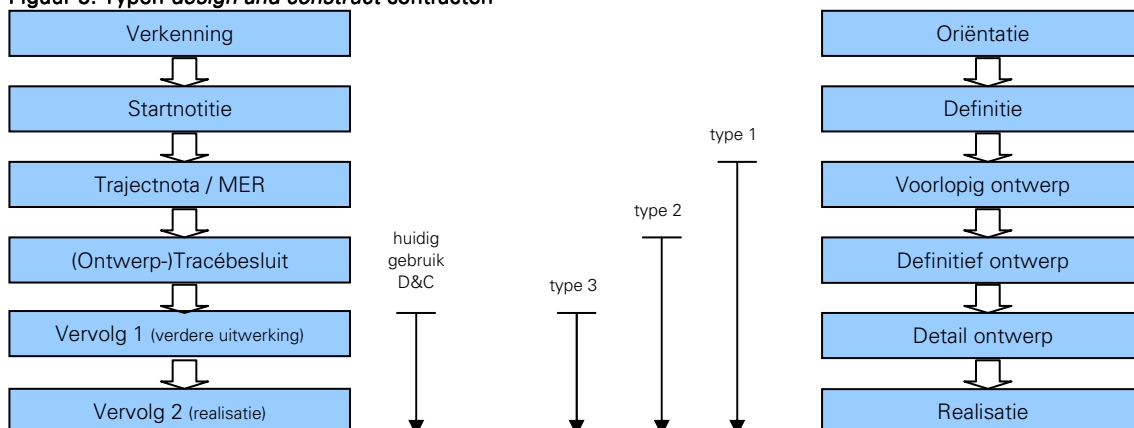 Figuur 3: Typen design and construct contracten
Verkenning
Startnotitie
Trajectnota / MER
(Ontwerp-)Tracébesluit
Vervolg 1 (verdere uitwerking)
Vervolg 2 (realisatie)
huidig
gebruik
D&C
type 3
type 2
type 1
Oriëntatie
Definitie
Voorlopig ontwerp
Definitief ontwerp
Detail ontwerp
Realisatie